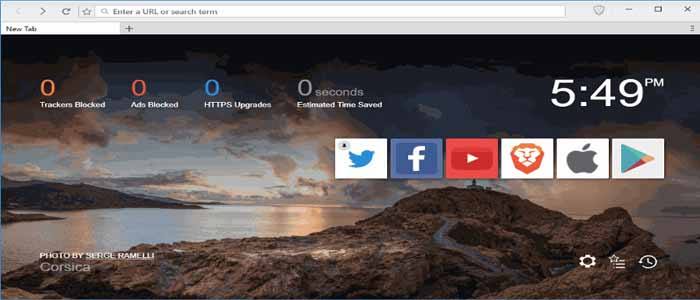 Enter a URL or search term
New Tab
0 0 0 0 seconds
Trackers Blocked Ads Blocked HTTPS Upgrades Estimated Time Saved
5:49 PM
PHOTO BY SERGE RAMELLI
Corsica